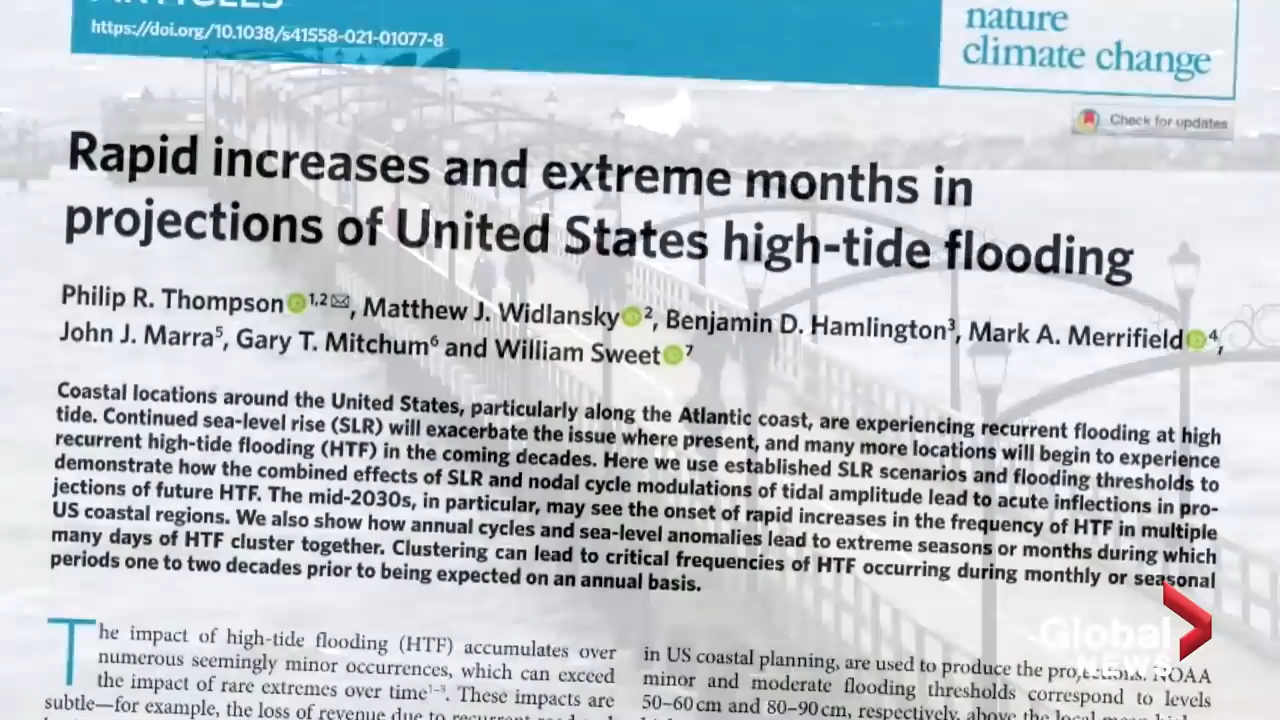 ARTICLES
https://doi.org/10.1038/s41558-021-01077-8
nature
climate change
Check for updates
Rapid increases and extreme months in
projections of United States high-tide flooding
Philip R. Thompson 1,2✉, Matthew J. Widlansky 2, Benjamin D. Hamlington3, Mark A. Merrifield 4,
John J. Marra5, Gary T. Mitchum6 and William Sweet 7
Coastal locations around the United States, particularly along the Atlantic coast, are experiencing recurrent flooding at high
tide. Continued sea-level rise (SLR) will exacerbate the issue where present, and many more locations will begin to experience
recurrent high-tide flooding (HTF) in the coming decades. Here we use established SLR scenarios and flooding thresholds to
demonstrate how the combined effects of SLR and nodal cycle modulations of tidal amplitude lead to acute inflections in pro-
jections of future HTF. The mid-2030s, in particular, may see the onset of rapid increases in the frequency of HTF in multiple
US coastal regions. We also show how annual cycles and sea-level anomalies lead to extreme seasons or months during which
many days of HTF cluster together. Clustering can lead to critical frequencies of HTF occurring during monthly or seasonal
periods one to two decades prior to being expected on an annual basis.
The impact of high-tide flooding (HTF) accumulates over
numerous seemingly minor occurrences, which can exceed
the impact of rare extremes over time1–3. These impacts are
subtle—for example, the loss of revenue due to recurrent road
in US coastal planning, are used to produce the projections. NOAA
minor and moderate flooding thresholds correspond to levels
50–60 cm and 80–90 cm, respectively, above the local mean
Global
NEWS